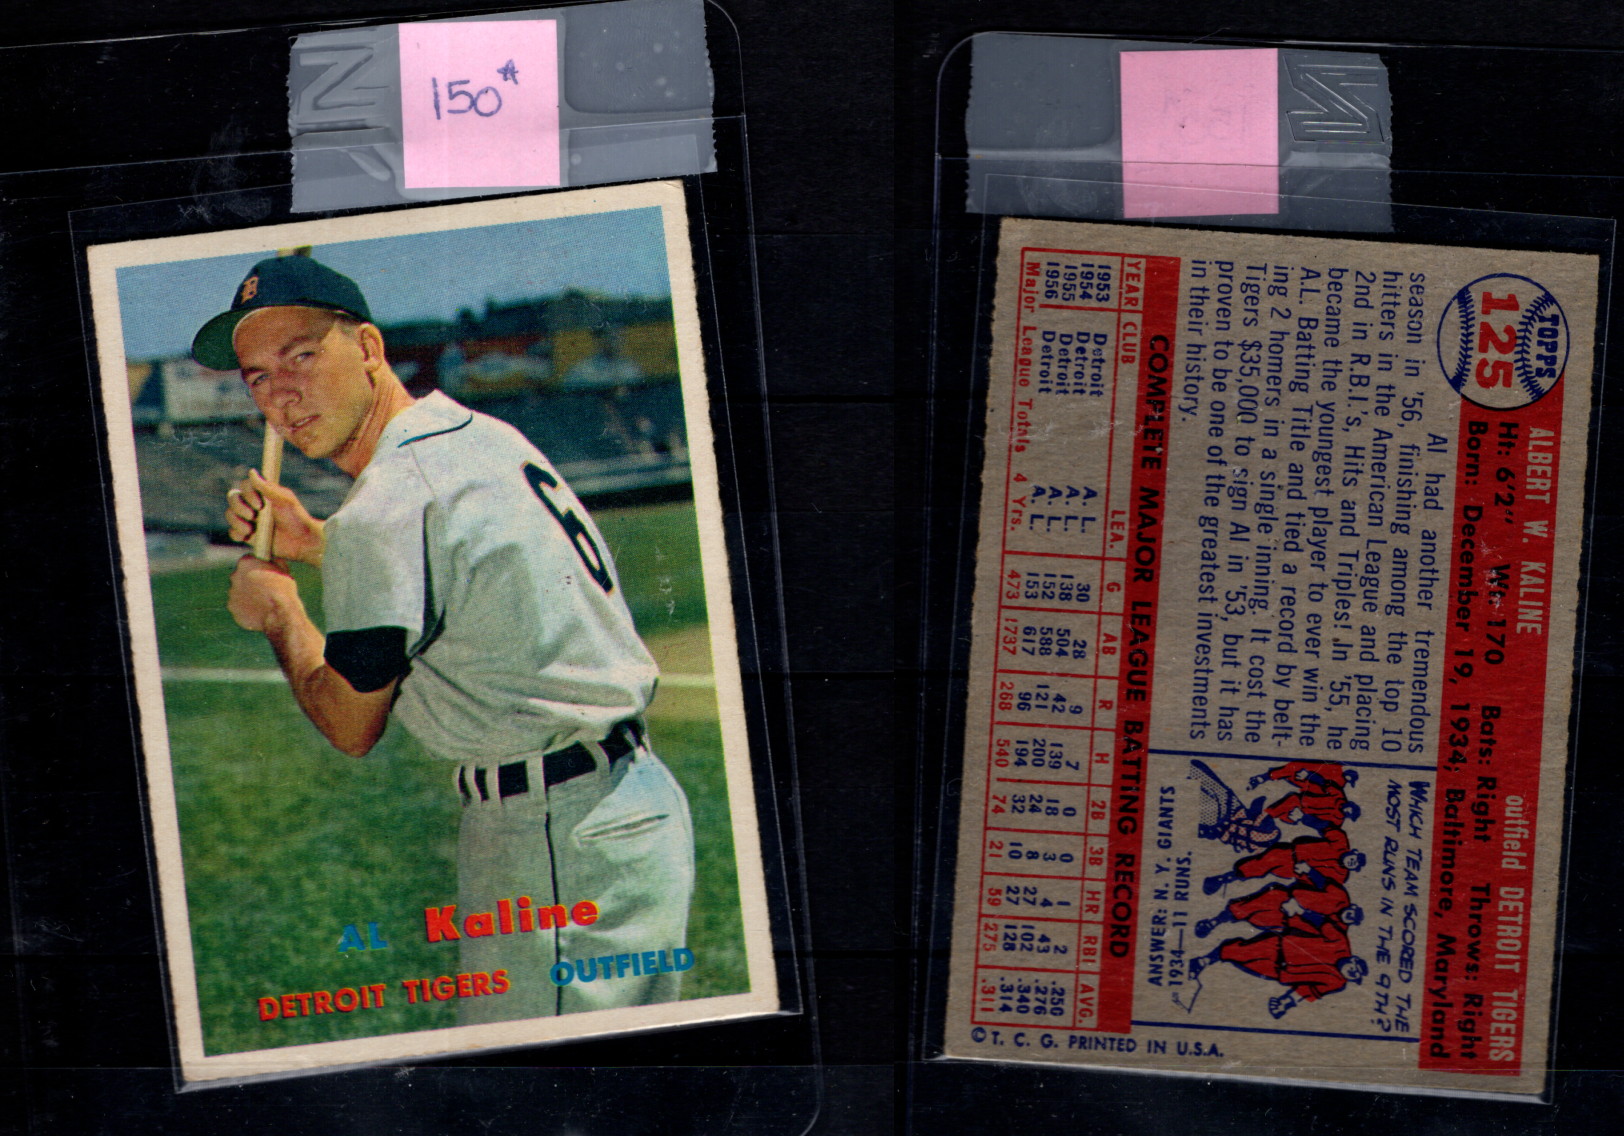 150*
B
6
AL Kaline
DETROIT TIGERS OUTFIELD
TOPPS
125
ALBERT W. KALINE outfield DETROIT TIGERS
Ht: 6'2" Wt: 170 Bats: Right Throws: Right
Born: December 19, 1934; Baltimore, Maryland
Al had another tremendous
season in '56, finishing among the top 10
hitters in the American League and placing
2nd in R.B.I.'s, Hits and Triples! In '55, he
became the youngest player to ever win the
A.L. Batting Title and tied a record by belt-
ing 2 homers in a single inning. It cost the
Tigers $35,000 to sign Al in '53, but it has
proven to be one of the greatest investments
in their history.
WHICH TEAM SCORED THE
MOST RUNS IN THE 9TH?
ANSWER: N.Y. GIANTS
1934—11 RUNS.
COMPLETE MAJOR LEAGUE BATTING RECORD
YEAR CLUB LEA. G AB R H 2B 3B HR RBI AVG.
1953 Detroit A. L. 30 28 9 7 0 0 1 2 .250
1954 Detroit A. L. 138 504 42 139 18 3 4 43 .276
1955 Detroit A. L. 152 588 121 200 24 8 27 102 .340
1956 Detroit A. L. 153 617 96 194 32 10 27 128 .314
Major League Totals 4 Yrs. 473 1737 268 540 74 21 59 275 .311
© T. C. G. PRINTED IN U.S.A.